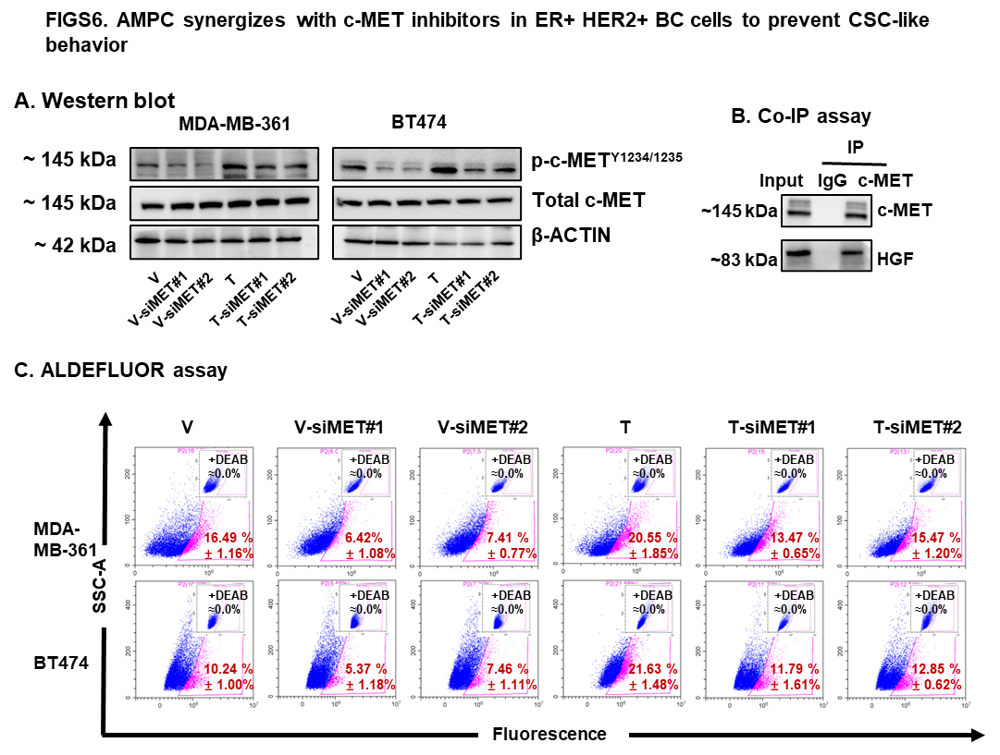 FIGS6. AMPC synergizes with c-MET inhibitors in ER+ HER2+ BC cells to prevent CSC-like
behavior
A. Western blot
MDA-MB-361
BT474
~ 145 kDa
p-c-METY1234/1235
~ 145 kDa
Total c-MET
~ 42 kDa
β-ACTIN
V V-siMET#1 V-siMET#2 T T-siMET#1 T-siMET#2
V V-siMET#1 V-siMET#2 T T-siMET#1 T-siMET#2
B. Co-IP assay
IP
Input IgG c-MET
~145 kDa c-MET
~83 kDa HGF
C. ALDEFLUOR assay
V V-siMET#1 V-siMET#2 T T-siMET#1 T-siMET#2
MDA-
MB-361
+DEAB +DEAB +DEAB +DEAB +DEAB +DEAB
≈0.0% ≈0.0% ≈0.0% ≈0.0% ≈0.0% ≈0.0%
16.49 % 6.42% 7.41 % 20.55 % 13.47 % 15.47 %
± 1.16% ± 1.08% ± 0.77% ± 1.85% ± 0.65% ± 1.20%
BT474
+DEAB +DEAB +DEAB +DEAB +DEAB +DEAB
≈0.0% ≈0.0% ≈0.0% ≈0.0% ≈0.0% ≈0.0%
10.24 % 5.37 % 7.46 % 21.63 % 11.79 % 12.85 %
± 1.00% ± 1.18% ± 1.11% ± 1.48% ± 1.61% ± 0.62%
SSC-A
Fluorescence